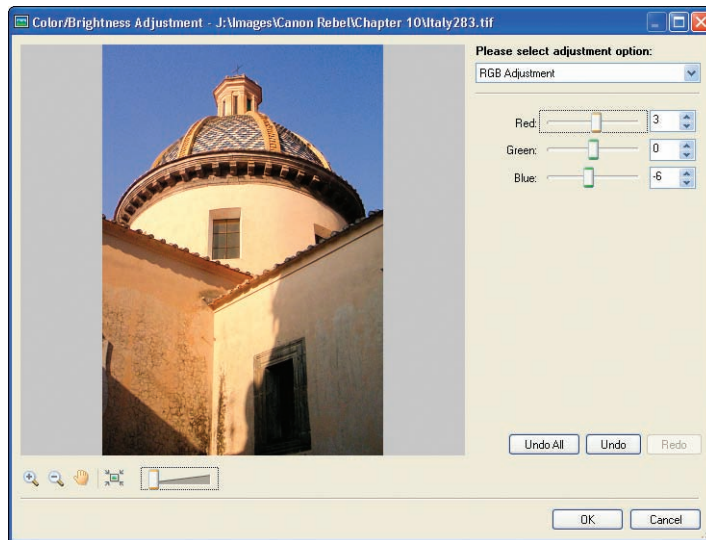 Color/Brightness Adjustment - J:\Images\Canon Rebel\Chapter 10\Italy283.tif
Please select adjustment option:
RGB Adjustment
Red: 3
Green: 0
Blue: -6
Undo All Undo Redo
OK Cancel